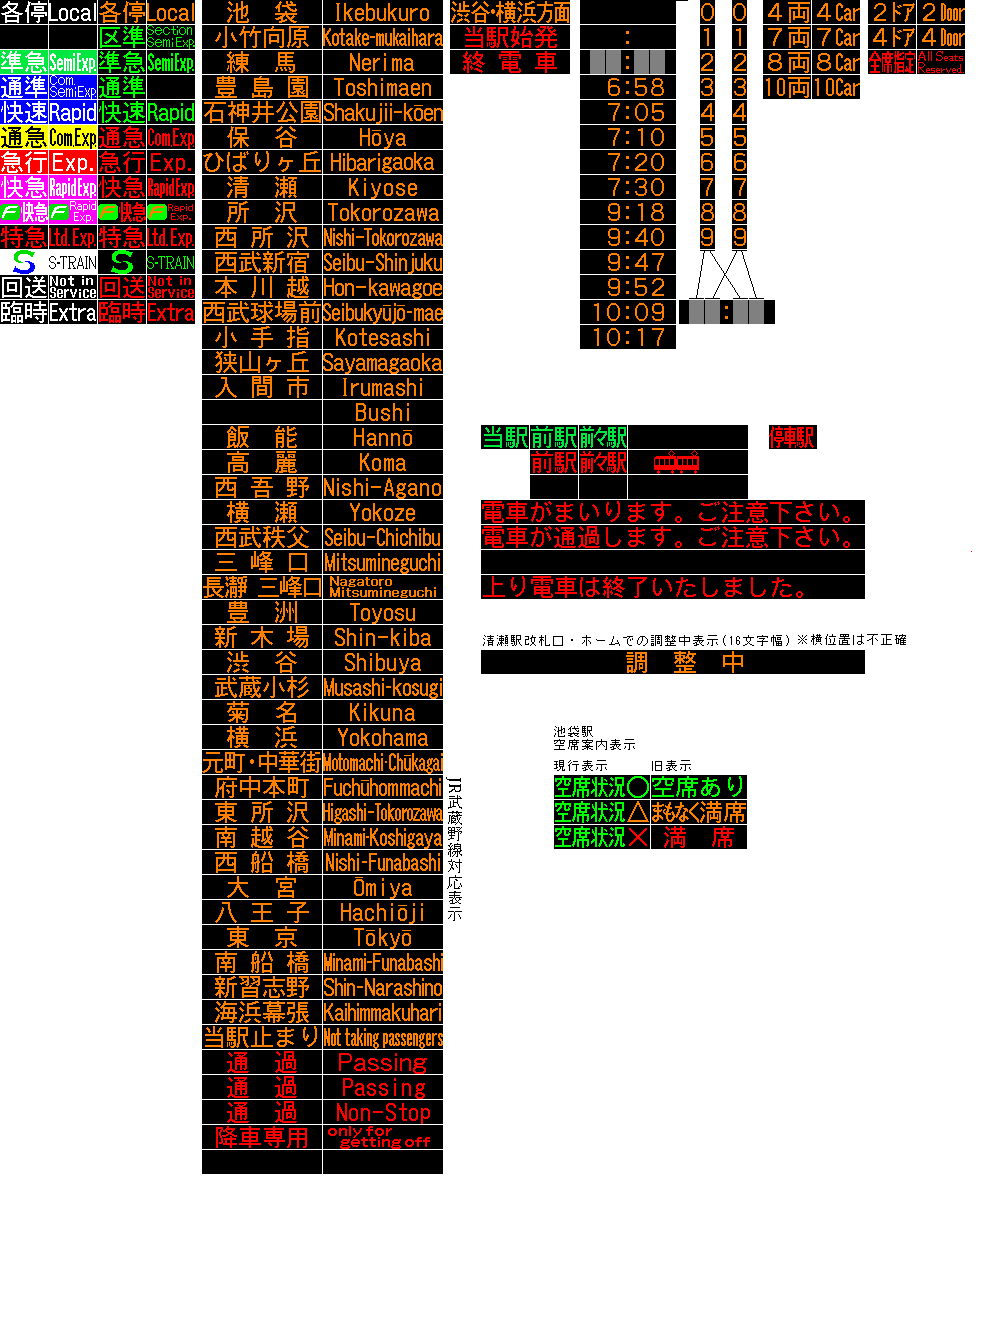 各停 Local 各停 Local
区準 Section SemiExp.
準急 SemiExp. 準急 SemiExp.
通準 Com. SemiExp. 通準
快速 Rapid 快速 Rapid
通急 Com.Exp. 通急 Com.Exp.
急行 Exp. 急行 Exp.
快急 RapidExp. 快急 RapidExp.
F快急 F Rapid Exp. F快急 F Rapid Exp.
特急 Ltd.Exp. 特急 Ltd.Exp.
S S-TRAIN S S-TRAIN
回送 Not in Service 回送 Not in Service
臨時 Extra 臨時 Extra
池袋 Ikebukuro
小竹向原 Kotake-mukaihara
練馬 Nerima
豊島園 Toshimaen
石神井公園 Shakujii-kōen
保谷 Hōya
ひばりヶ丘 Hibarigaoka
清瀬 Kiyose
所沢 Tokorozawa
西所沢 Nishi-Tokorozawa
西武新宿 Seibu-Shinjuku
本川越 Hon-kawagoe
西武球場前 Seibukyūjō-mae
小手指 Kotesashi
狭山ヶ丘 Sayamagaoka
入間市 Irumashi
Bushi
飯能 Hannō
高麗 Koma
西吾野 Nishi-Agano
横瀬 Yokoze
西武秩父 Seibu-Chichibu
三峰口 Mitsumineguchi
長瀞 三峰口 Nagatoro Mitsumineguchi
豊洲 Toyosu
新木場 Shin-kiba
渋谷 Shibuya
武蔵小杉 Musashi-kosugi
菊名 Kikuna
横浜 Yokohama
元町・中華街 Motomachi-Chūkagai
府中本町 Fuchūhommachi
東所沢 Higashi-Tokorozawa
南越谷 Minami-Koshigaya
西船橋 Nishi-Funabashi
大宮 Ōmiya
八王子 Hachiōji
東京 Tōkyō
南船橋 Minami-Funabashi
新習志野 Shin-Narashino
海浜幕張 Kaihimmakuhari
当駅止まり Not taking passengers
通過 Passing
通過 Passing
通過 Non-Stop
降車専用 only for getting off
JR武蔵野線対応表示
渋谷・横浜方面
当駅始発
終電車
:
:
6:58
7:05
7:10
7:20
7:30
9:18
9:40
9:47
9:52
10:09
10:17
0 0
1 1
2 2
3 3
4 4
5 5
6 6
7 7
8 8
9 9
:
4両 4Car
7両 7Car
8両 8Car
10両 10Car
2ドア 2Door
4ドア 4Door
全席指定 All Seats Reserved
当駅 前駅 前々駅
停車駅
前駅 前々駅
電車がまいります。ご注意下さい。
電車が通過します。ご注意下さい。
上り電車は終了いたしました。
清瀬駅改札口・ホームでの調整中表示(16文字幅) ※横位置は不正確
調整中
池袋駅
空席案内表示
現行表示 旧表示
空席状況○ 空席あり
空席状況△ まもなく満席
空席状況× 満席